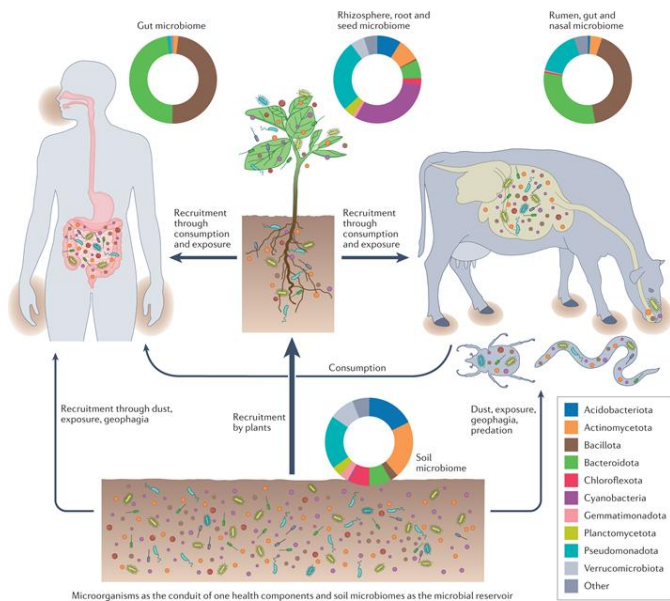 Gut microbiome
Rhizosphere, root and
seed microbiome
Rumen, gut and
nasal microbiome
Recruitment
through
consumption
and exposure
Recruitment
through
consumption
and exposure
Consumption
Recruitment through dust,
exposure, geophagia
Recruitment
by plants
Dust, exposure,
geophagia,
predation
Soil
microbiome
Acidobacteriota
Actinomycetota
Bacillota
Bacteroidota
Chloroflexota
Cyanobacteria
Gemmatimonadota
Planctomycetota
Pseudomonadota
Verrucomicrobiota
Other
Microorganisms as the conduit of one health components and soil microbiomes as the microbial reservoir